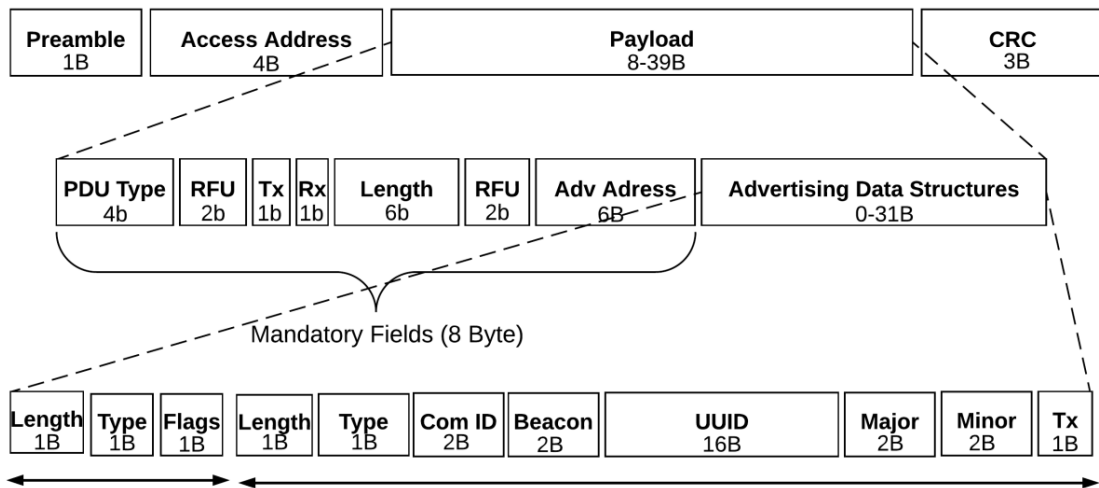 Preamble
1B
Access Address
4B
Payload
8-39B
CRC
3B
PDU Type
4b
RFU
2b
Tx
1b
Rx
1b
Length
6b
RFU
2b
Adv Adress
6B
Advertising Data Structures
0-31B
Mandatory Fields (8 Byte)
Length
1B
Type
1B
Flags
1B
Length
1B
Type
1B
Com ID
2B
Beacon
2B
UUID
16B
Major
2B
Minor
2B
Tx
1B